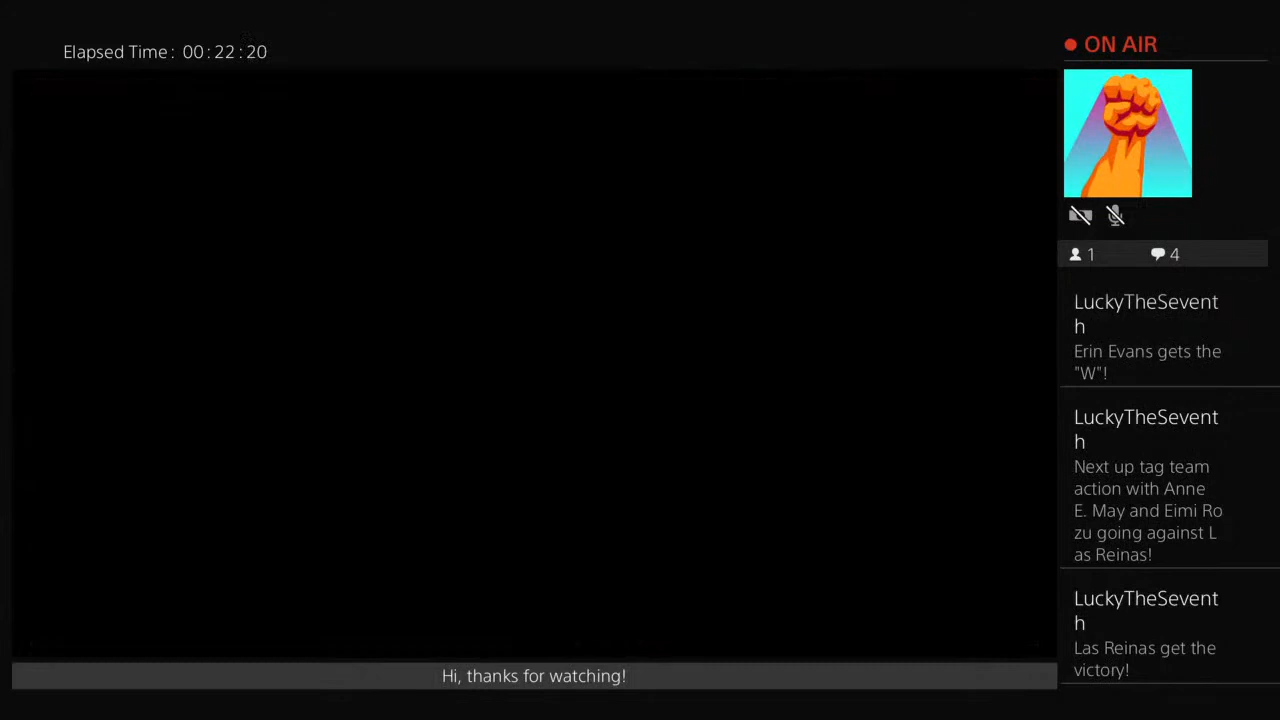 Elapsed Time: 00:22:20
ON AIR
1 4
LuckyTheSevent
h
Erin Evans gets the
"W"!
LuckyTheSevent
h
Next up tag team
action with Anne
E. May and Eimi Ro
zu going against L
as Reinas!
LuckyTheSevent
h
Las Reinas get the
victory!
Hi, thanks for watching!